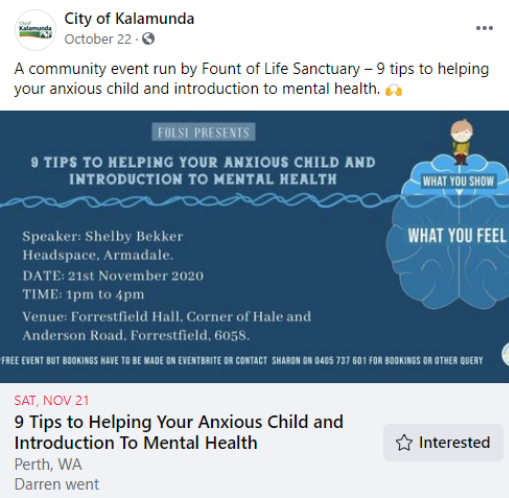 City of Kalamunda
October 22 ·
A community event run by Fount of Life Sanctuary – 9 tips to helping
your anxious child and introduction to mental health. 🙌
City of
Kalamunda
FOLSI PRESENTS
9 TIPS TO HELPING YOUR ANXIOUS CHILD AND
INTRODUCTION TO MENTAL HEALTH
WHAT YOU SHOW
WHAT YOU FEEL
Speaker: Shelby Bekker
Headspace, Armadale.
DATE: 21st November 2020
TIME: 1pm to 4pm
Venue: Forrestfield Hall, Corner of Hale and
Anderson Road, Forrestfield, 6058.
*FREE EVENT BUT BOOKINGS HAVE TO BE MADE ON EVENTBRITE OR CONTACT SHARON ON 0405 737 601 FOR BOOKINGS OR OTHER QUERY
SAT, NOV 21
9 Tips to Helping Your Anxious Child and
Introduction To Mental Health
Interested
Perth, WA
Darren went